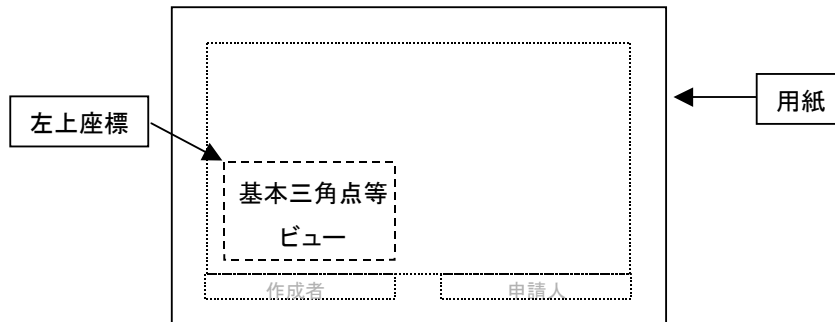 用紙
左上座標
基本三角点等
ビュー
作成者
申請人